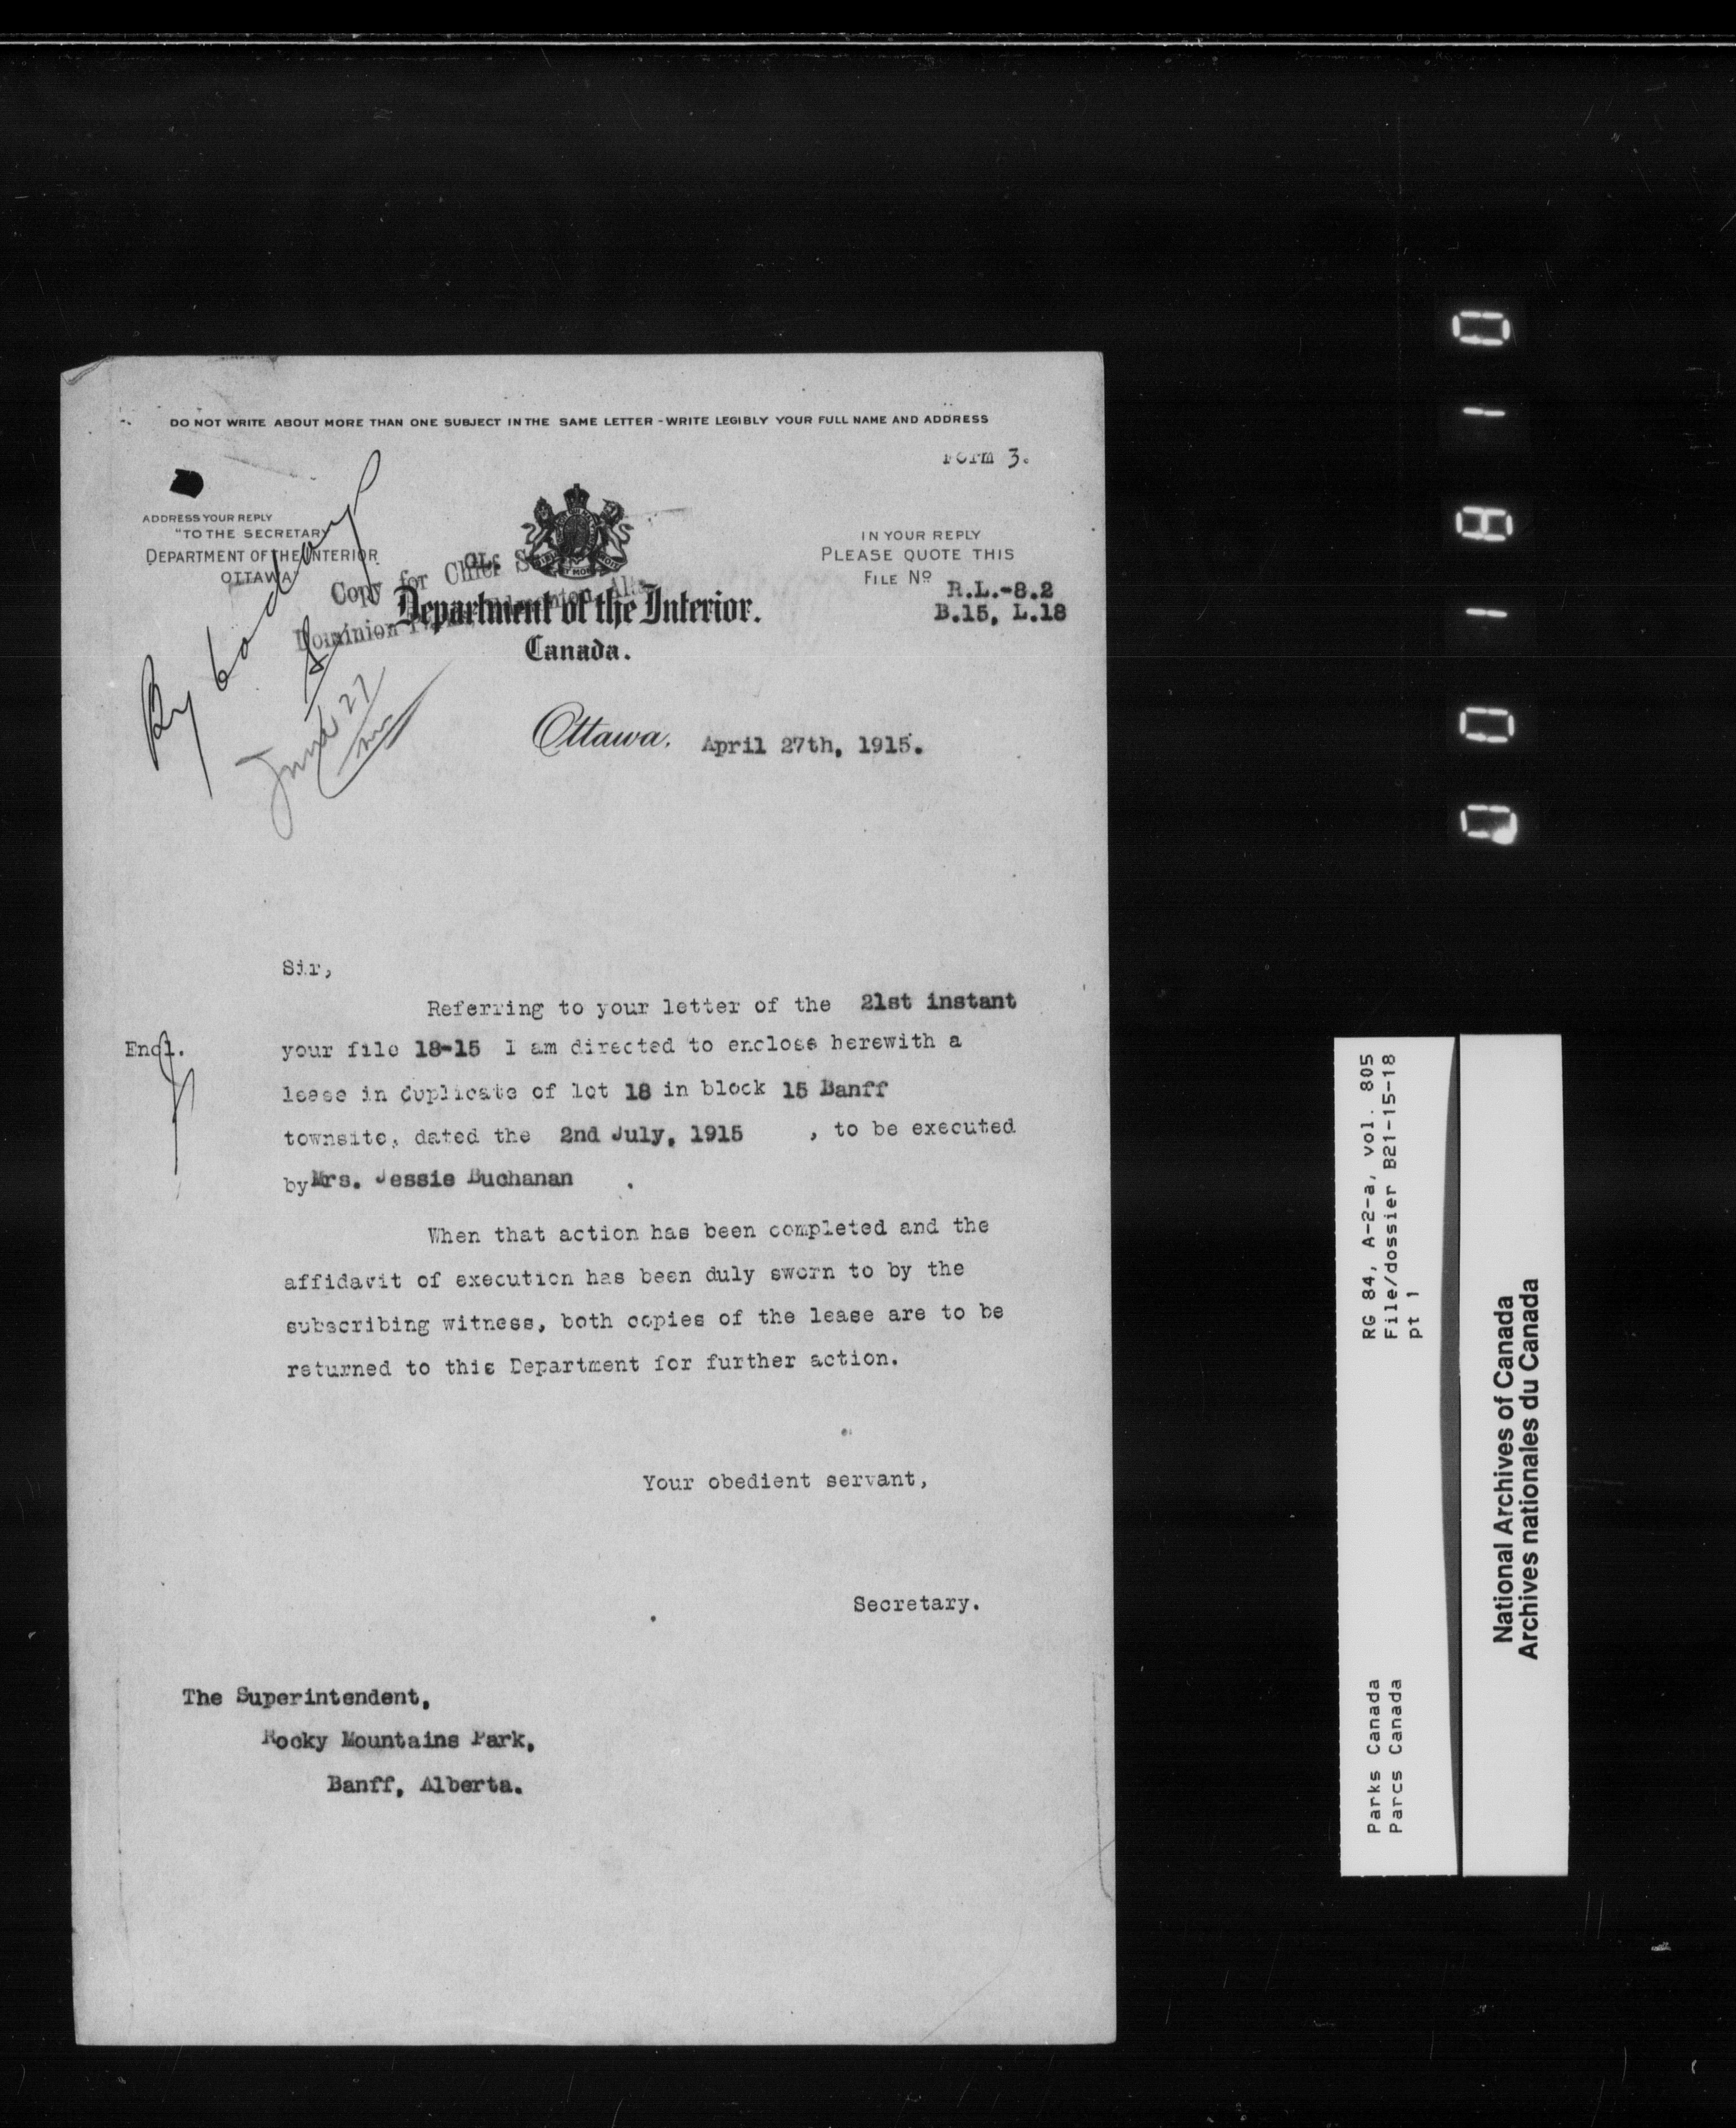 DO NOT WRITE ABOUT MORE THAN ONE SUBJECT IN THE SAME LETTER - WRITE LEGIBLY YOUR FULL NAME AND ADDRESS
Form 3.
ADDRESS YOUR REPLY
"TO THE SECRETARY
DEPARTMENT OF THE INTERIOR
OTTAWA"
Copy for Chief
Dominion
Edmonton, Alta.
IN YOUR REPLY
PLEASE QUOTE THIS
FILE No
R.L.-8.2
B.15, L.18
Department of the Interior.
Canada.
Ottawa, April 27th, 1915.
Sir,
Referring to your letter of the 21st instant
Encl.
your file 18-15 I am directed to enclose herewith a
lease in duplicate of lot 18 in block 15 Banff
townsite, dated the 2nd July, 1915 , to be executed
by Mrs. Jessie Buchanan .
When that action has been completed and the
affidavit of execution has been duly sworn to by the
subscribing witness, both copies of the lease are to be
returned to this Department for further action.
Your obedient servant,
Secretary.
The Superintendent,
Rocky Mountains Park,
Banff, Alberta.
RG 84, A-2-a, vol. 805
File/dossier B21-15-18
pt 1
Parks Canada
Parcs Canada
National Archives of Canada
Archives nationales du Canada